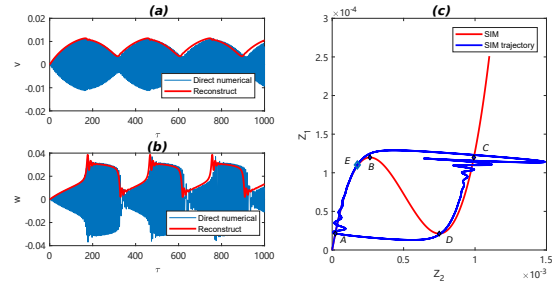 (a)
0.02
0.01
0
-0.01
-0.02
v
0 200 400 600 800 1000
τ
Direct numerical
Reconstruct
(b)
0.04
0.02
0
-0.02
-0.04
w
0 200 400 600 800 1000
τ
Direct numerical
Reconstruct
(c)
×10⁻⁴
3
2.5
2
1.5
1
0.5
0
Z₁
0 0.5 1 1.5
Z₂
×10⁻³
SIM
SIM trajectory
A
B
C
D
E